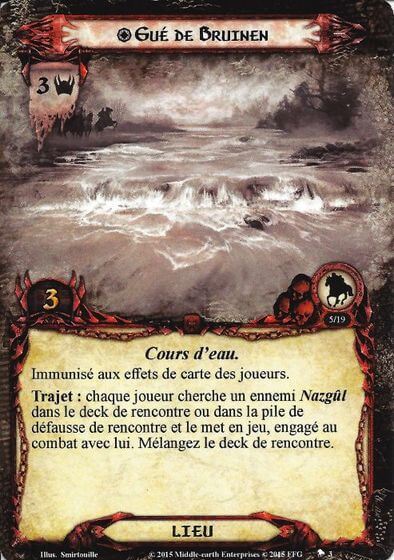 Gué de Bruinen
3
3
5/19
Cours d'eau.
Immunisé aux effets de carte des joueurs.
Trajet : chaque joueur cherche un ennemi Nazgûl
dans le deck de rencontre ou dans la pile de
défausse de rencontre et le met en jeu, engagé au
combat avec lui. Mélangez le deck de rencontre.
LIEU
Illus. Smirtouille © 2015 Middle-earth Enterprises © 2015 FFG 3